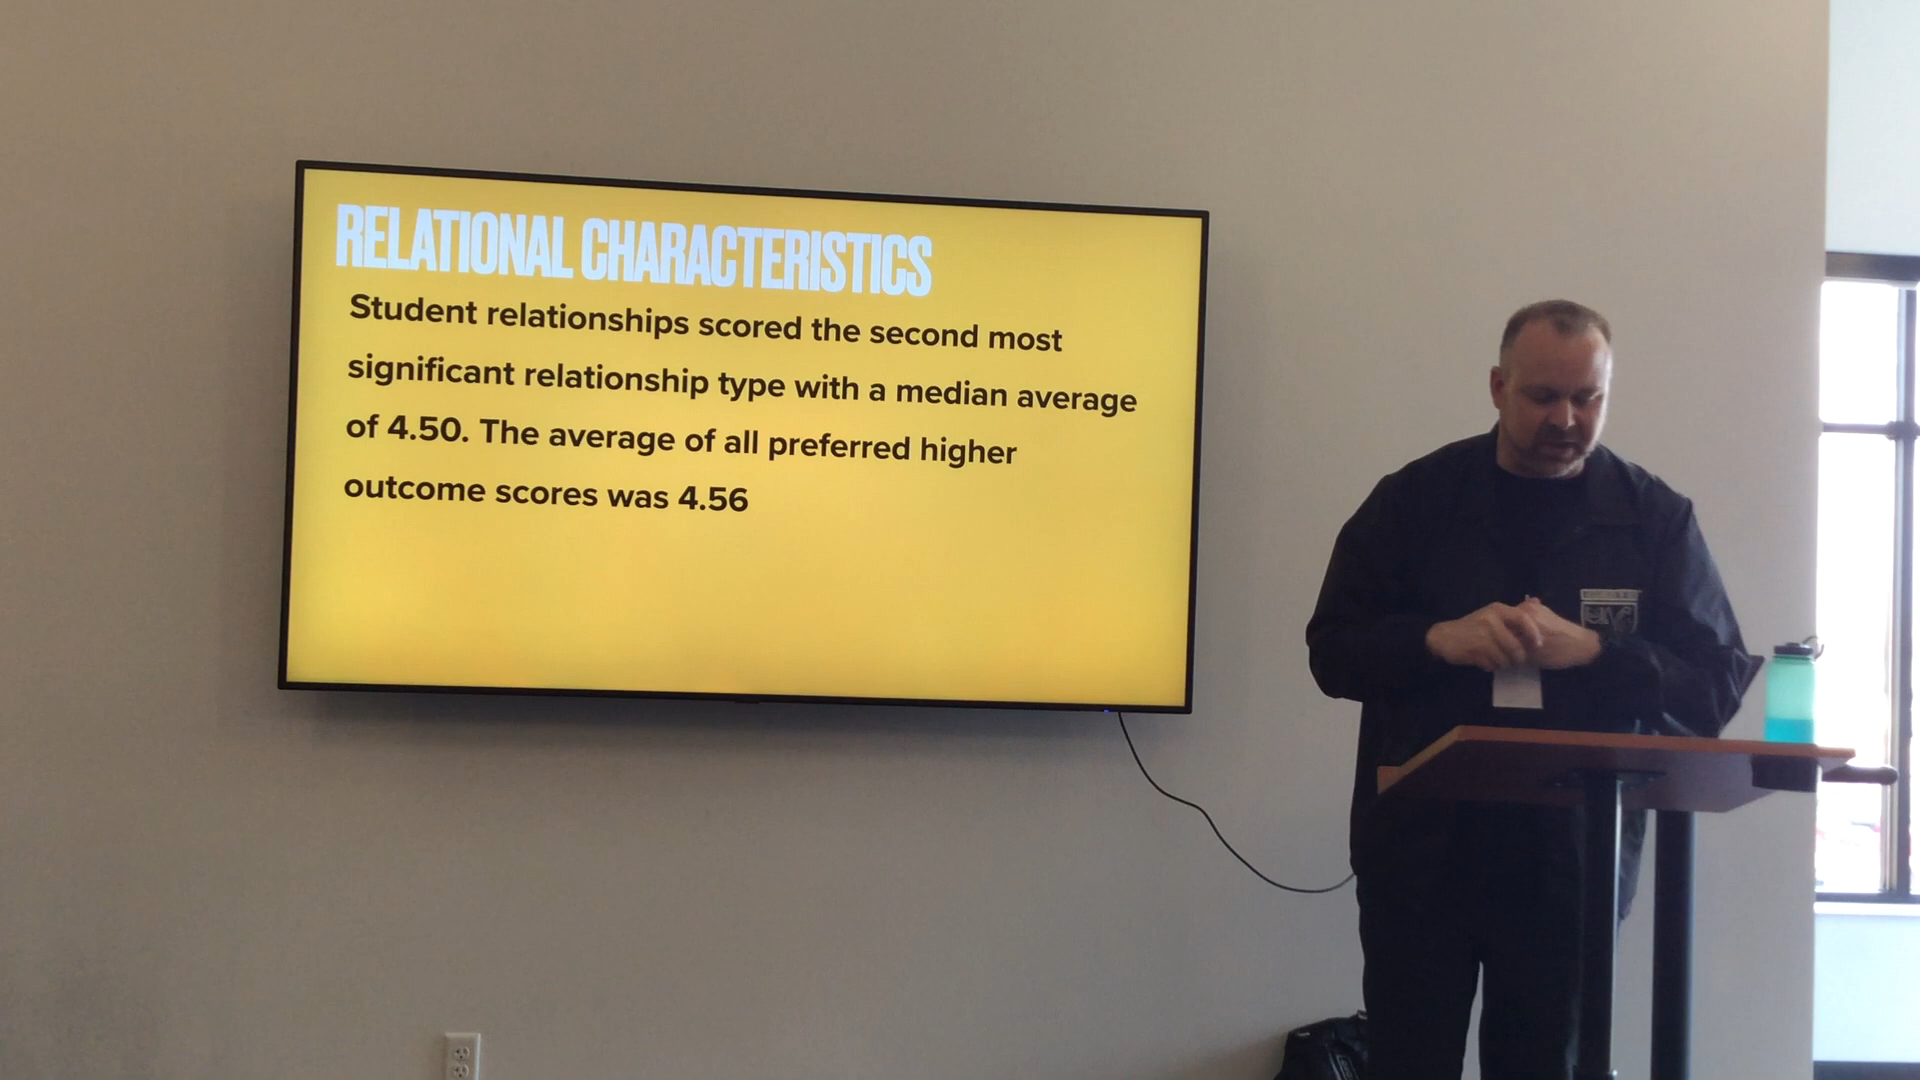 RELATIONAL CHARACTERISTICS
Student relationships scored the second most
significant relationship type with a median average
of 4.50. The average of all preferred higher
outcome scores was 4.56